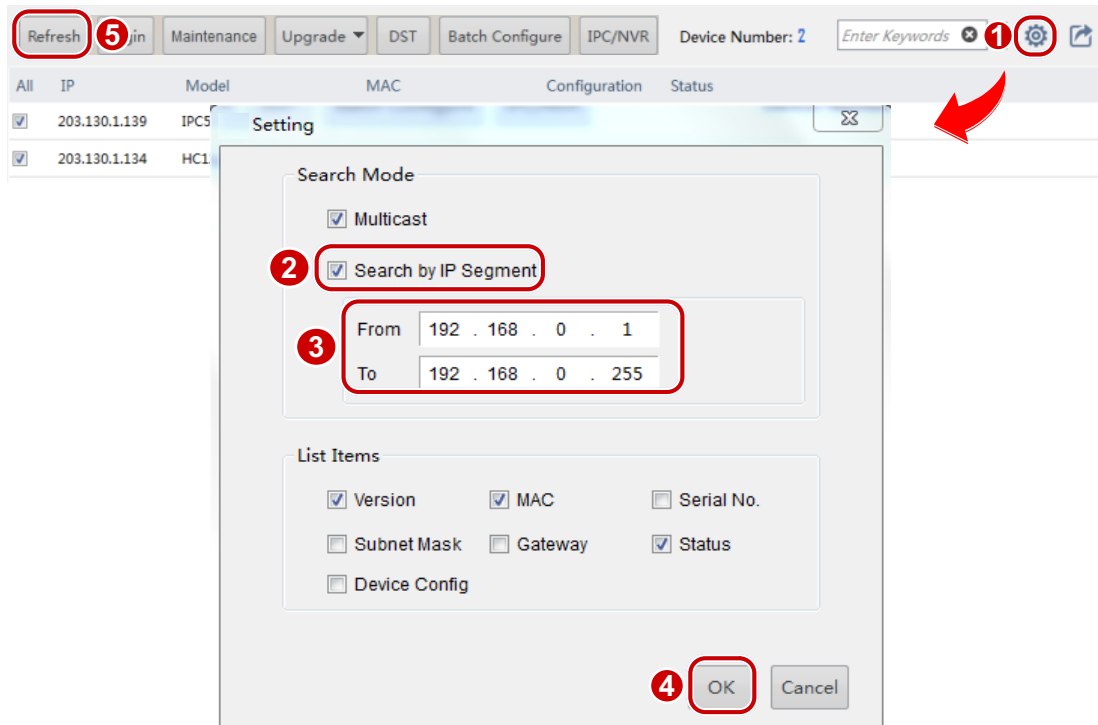 Refresh 5 gin Maintenance Upgrade DST Batch Configure IPC/NVR Device Number: 2 Enter Keywords 1
All IP Model MAC Configuration Status
203.130.1.139 IPC5
203.130.1.134 HC1
Setting
Search Mode
Multicast
2 Search by IP Segment
3
From 192 . 168 . 0 . 1
To 192 . 168 . 0 . 255
List Items
Version MAC Serial No.
Subnet Mask Gateway Status
Device Config
4 OK Cancel